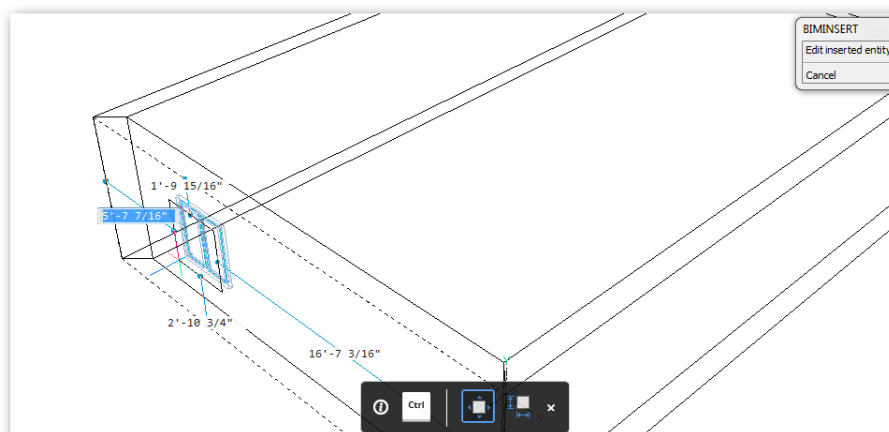 BIMINSERT
Edit inserted entity
Cancel
1'-9 15/16"
5'-7 7/16"
2'-10 3/4"
16'-7 3/16"
Ctrl